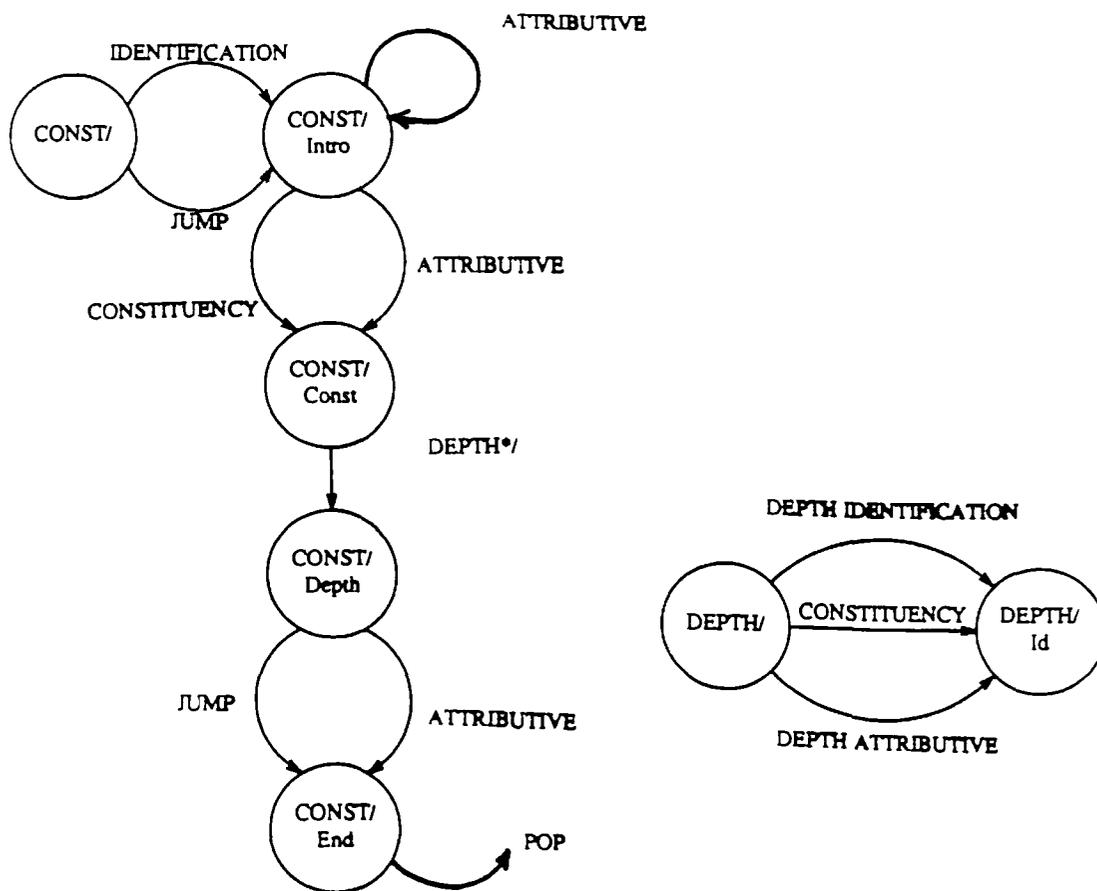 ATTRIBUTIVE
IDENTIFICATION
CONST/
CONST/
Intro
JUMP
ATTRIBUTIVE
CONSTITUENCY
CONST/
Const
DEPTH*/
CONST/
Depth
JUMP
ATTRIBUTIVE
CONST/
End
POP
DEPTH IDENTIFICATION
DEPTH/
CONSTITUENCY
DEPTH/
Id
DEPTH ATTRIBUTIVE